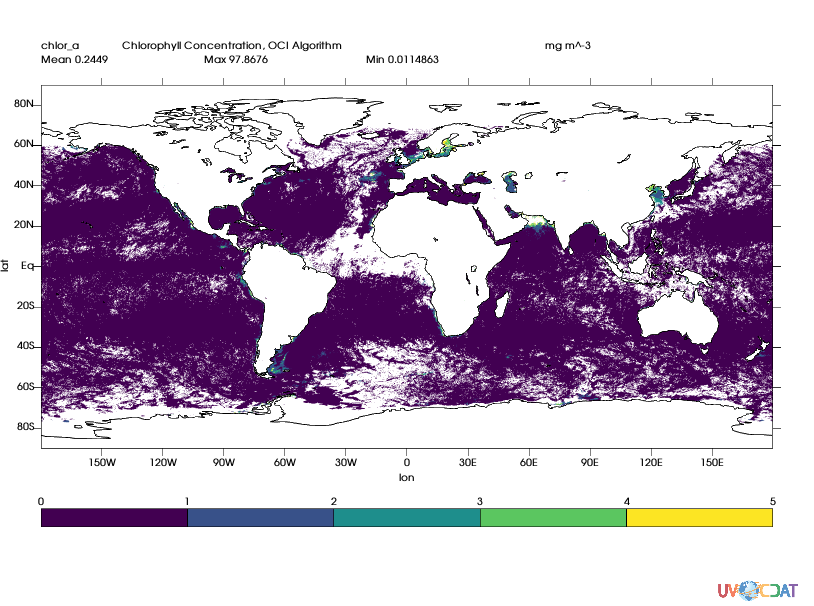 chlor_a Chlorophyll Concentration, OCI Algorithm mg m^-3
Mean 0.2449 Max 97.8676 Min 0.0114863
80N
60N
40N
20N
Eq
20S
40S
60S
80S
lat
150W 120W 90W 60W 30W 0 30E 60E 90E 120E 150E
lon
0 1 2 3 4 5
UV CDAT